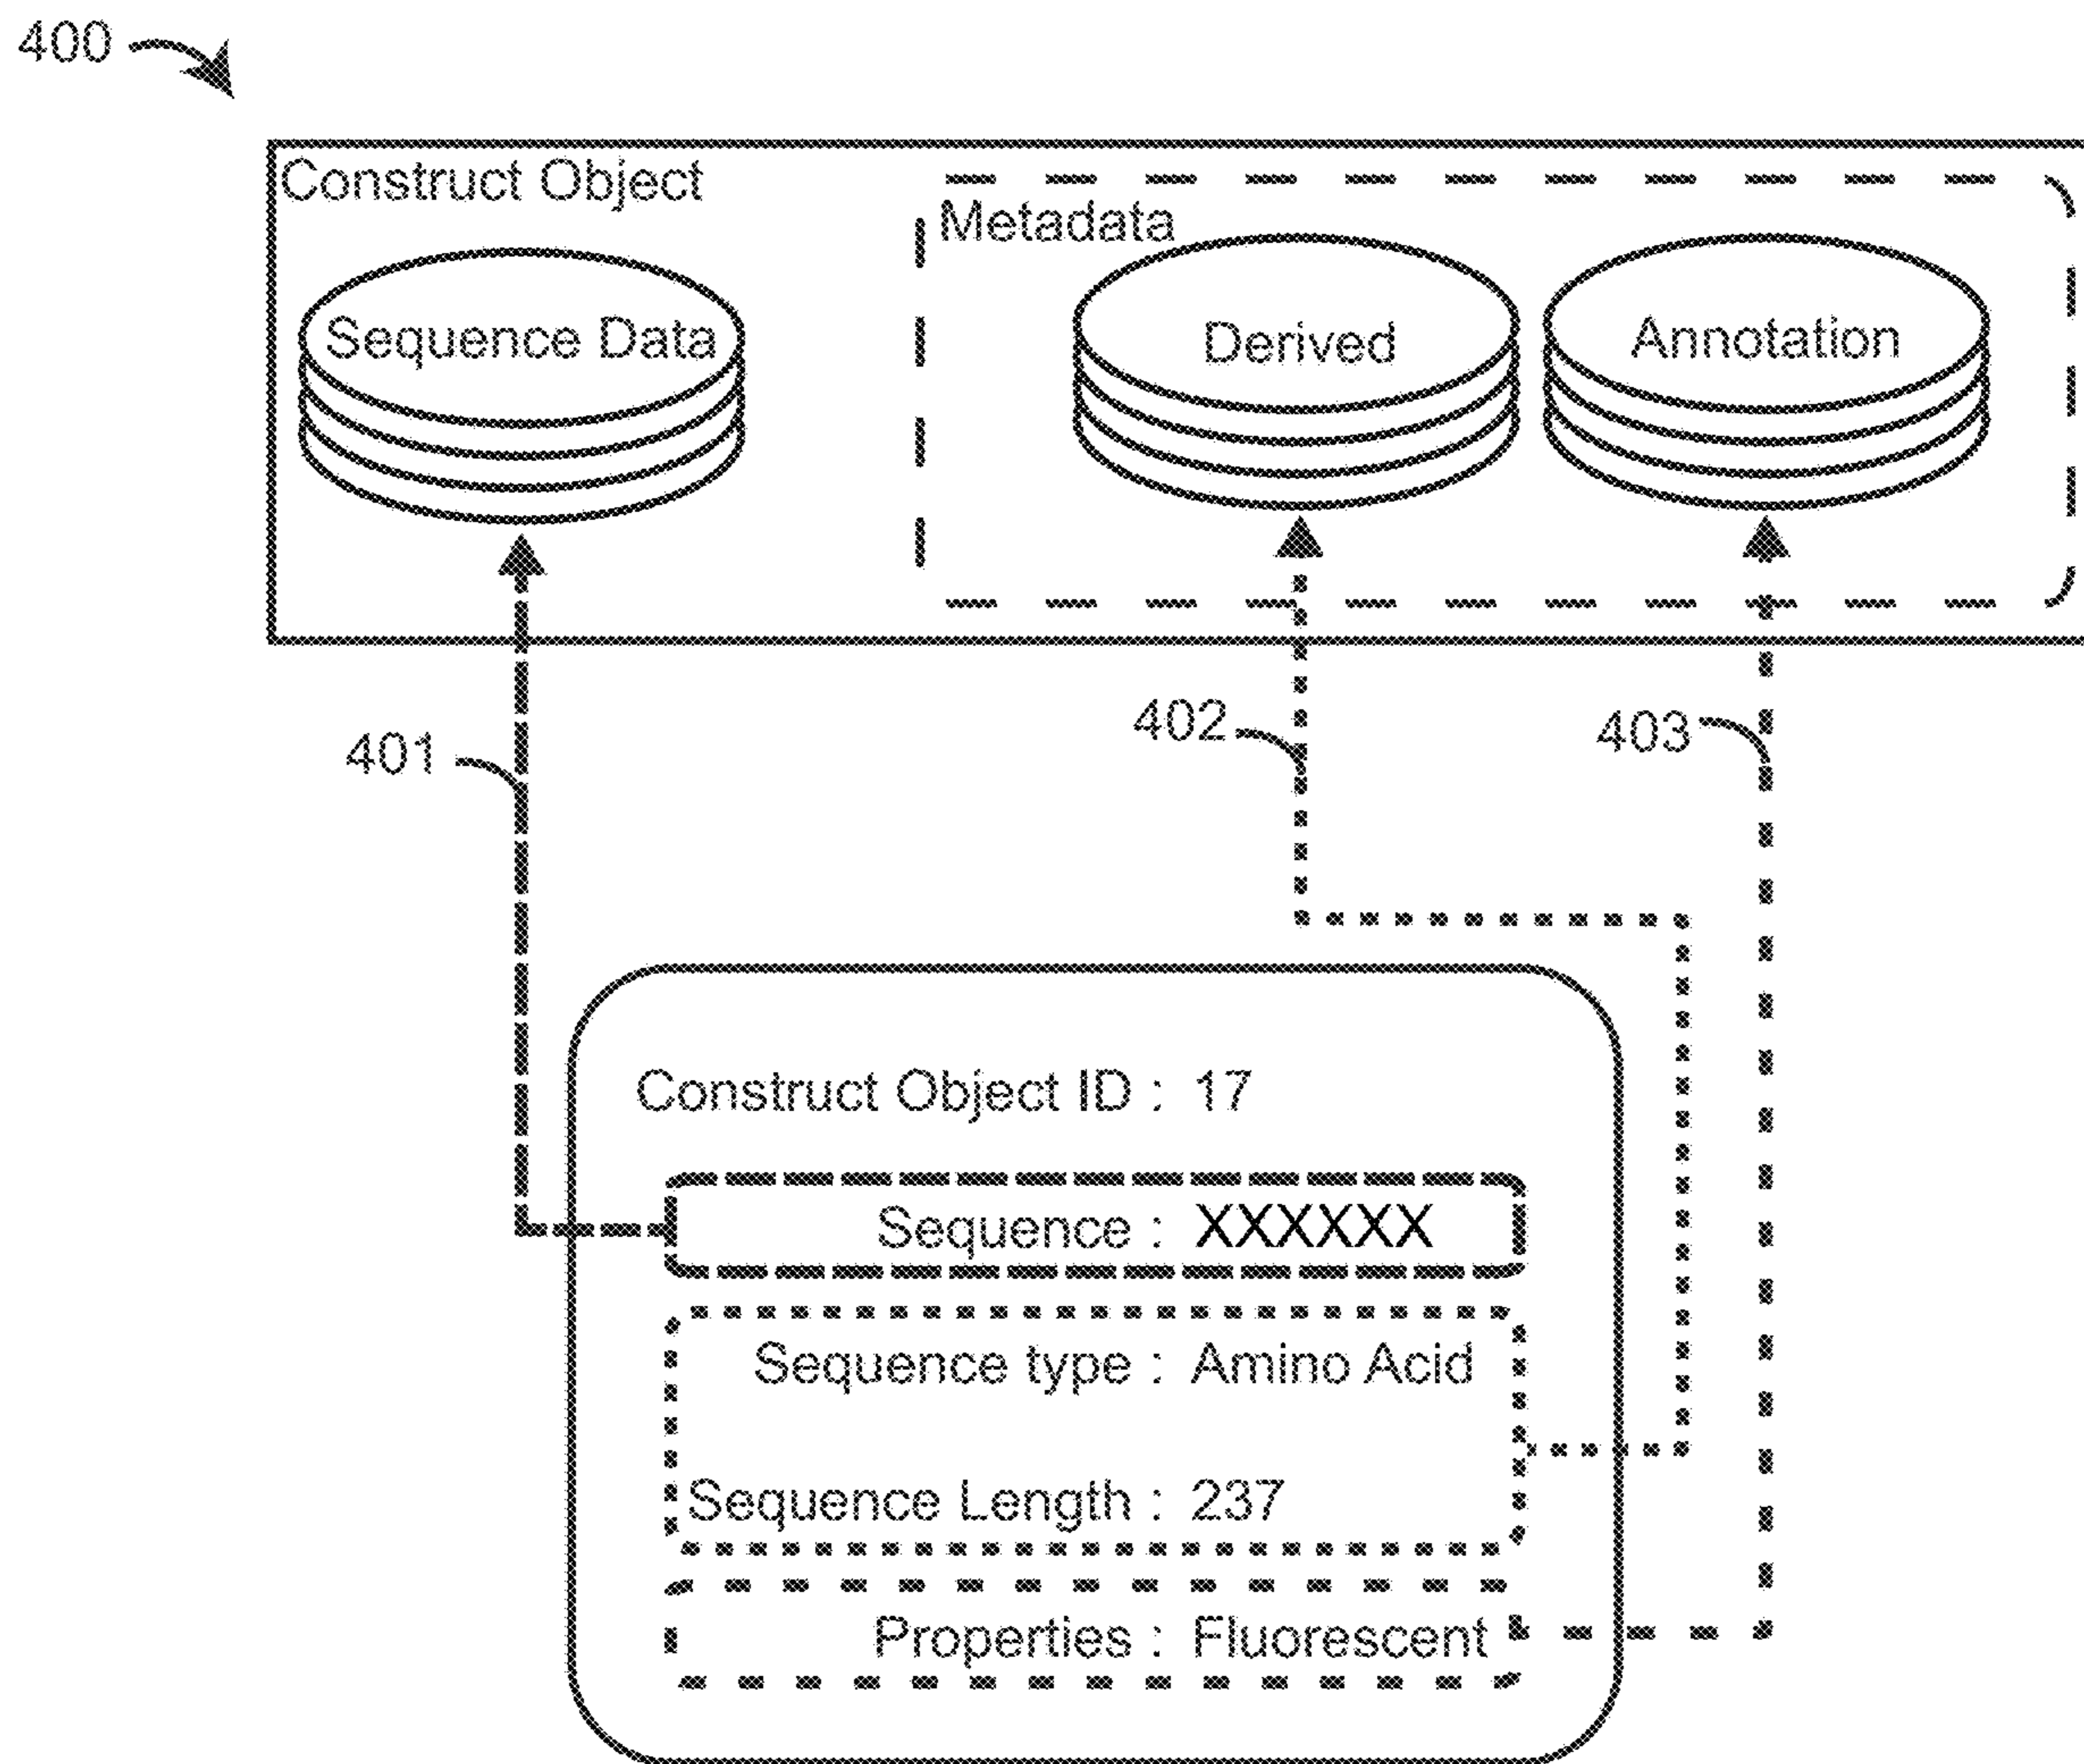 400
Construct Object
Metadata
Sequence Data
Derived
Annotation
401
402
403
Construct Object ID : 17
Sequence : XXXXXX
Sequence type : Amino Acid
Sequence Length : 237
Properties : Fluorescent